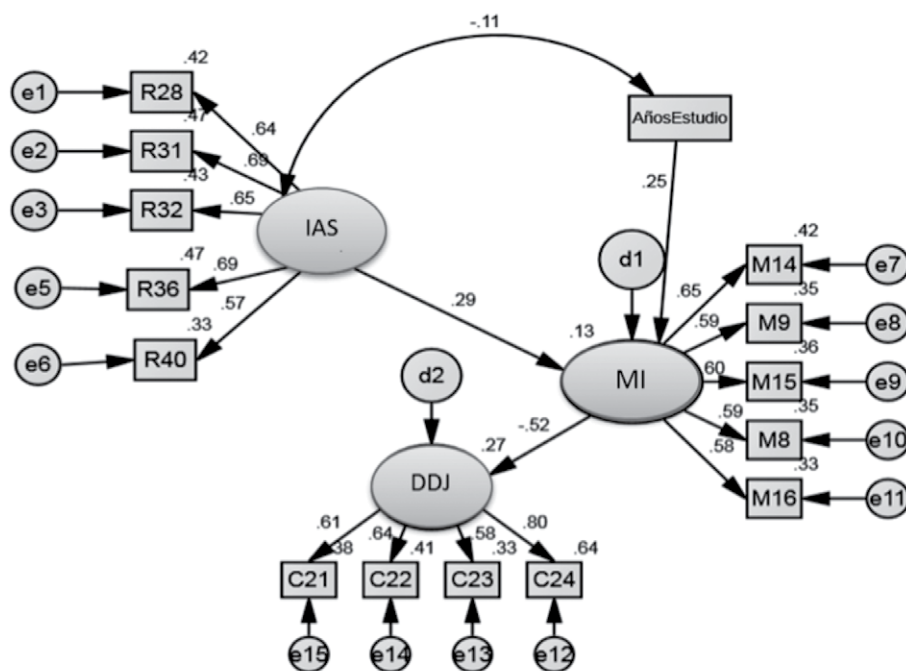 -.11
.42
e1
R28
.64
AñosEstudio
.47
e2
R31
.69
.43
e3
R32
.65
IAS
.25
.47
e5
R36
.69
.57
.33
e6
R40
.29
d1
.42
M14
e7
.65
.35
.59
M9
e8
.13
.36
MI
60
M15
e9
.35
.59
M8
e10
.58
.33
M16
e11
d2
-.52
.27
DDJ
.61
.38
.64
.41
.58
.33
.80
.64
C21
C22
C23
C24
e15
e14
e13
e12